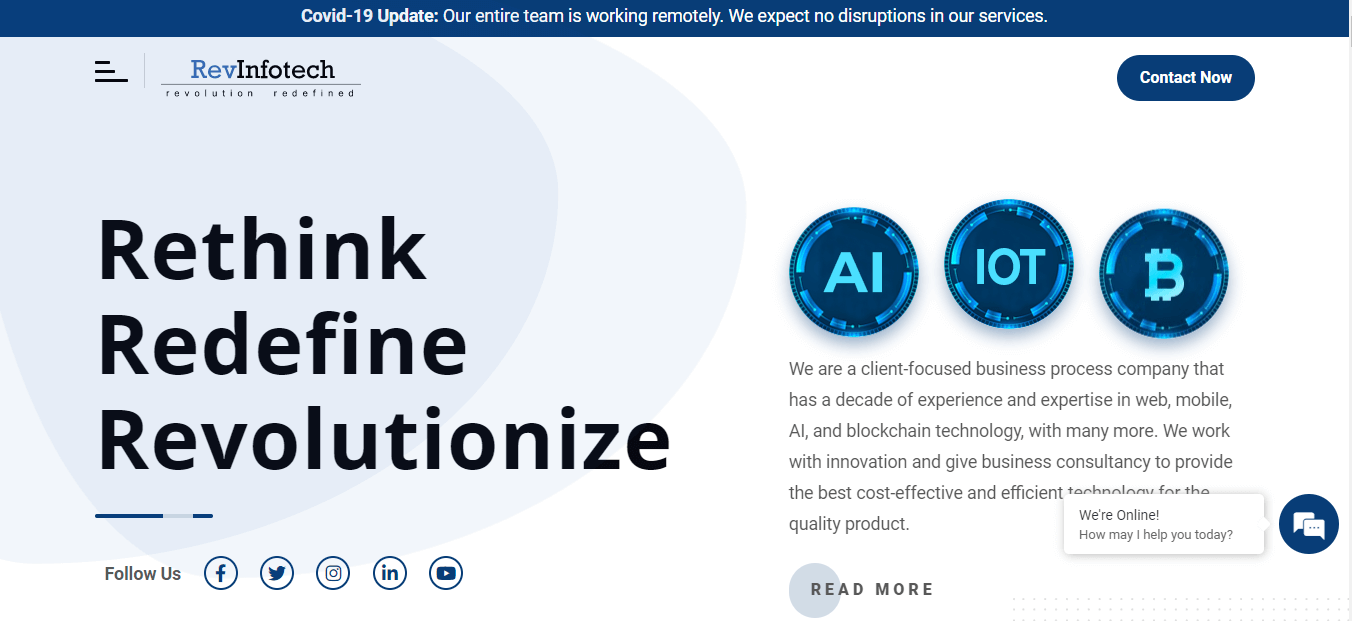 Covid-19 Update: Our entire team is working remotely. We expect no disruptions in our services.
RevInfotech
revolution redefined
Contact Now
Rethink
Redefine
Revolutionize
Follow Us
AI
IOT
We are a client-focused business process company that
has a decade of experience and expertise in web, mobile,
AI, and blockchain technology, with many more. We work
with innovation and give business consultancy to provide
the best cost-effective and efficient technology for the
quality product.
We're Online!
How may I help you today?
READ MORE